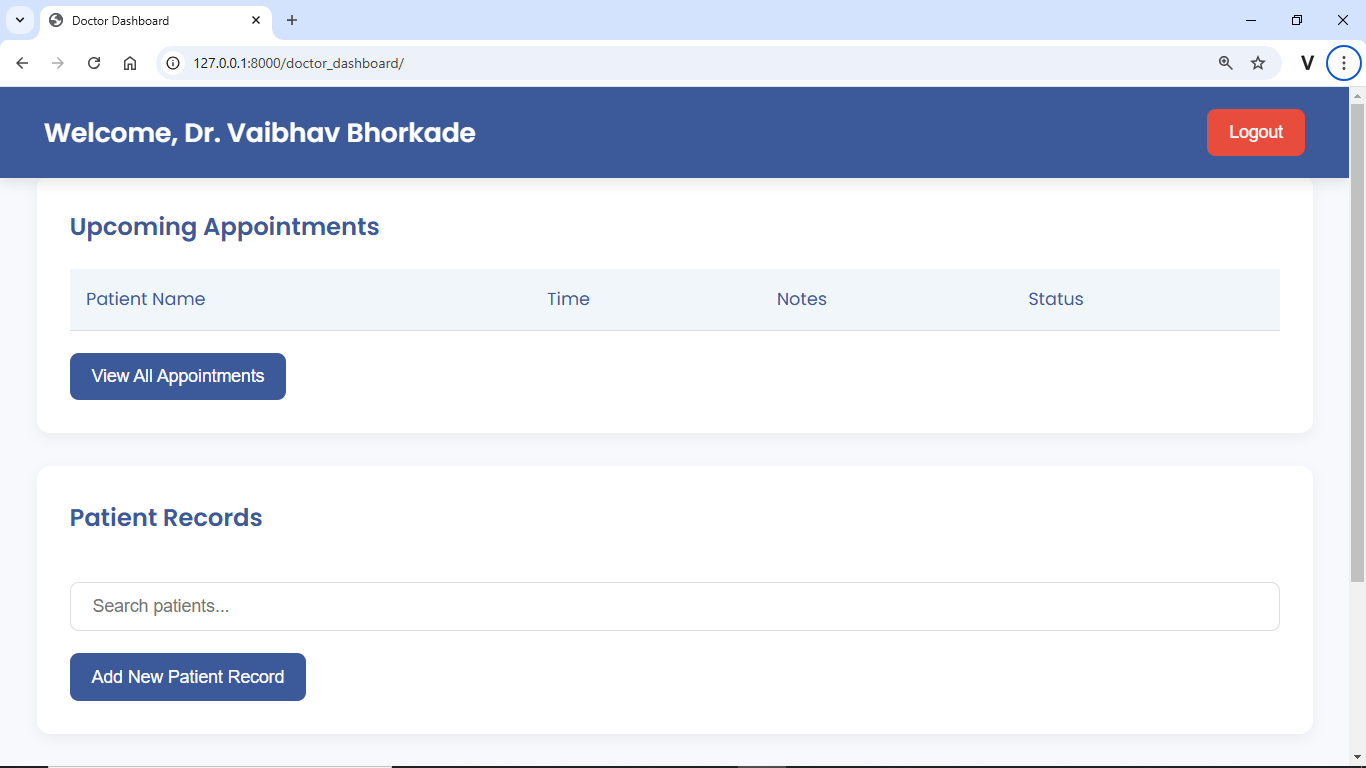 Doctor Dashboard
127.0.0.1:8000/doctor_dashboard/
V
Welcome, Dr. Vaibhav Bhorkade
Logout
Upcoming Appointments
Patient Name Time Notes Status
View All Appointments
Patient Records
Search patients...
Add New Patient Record